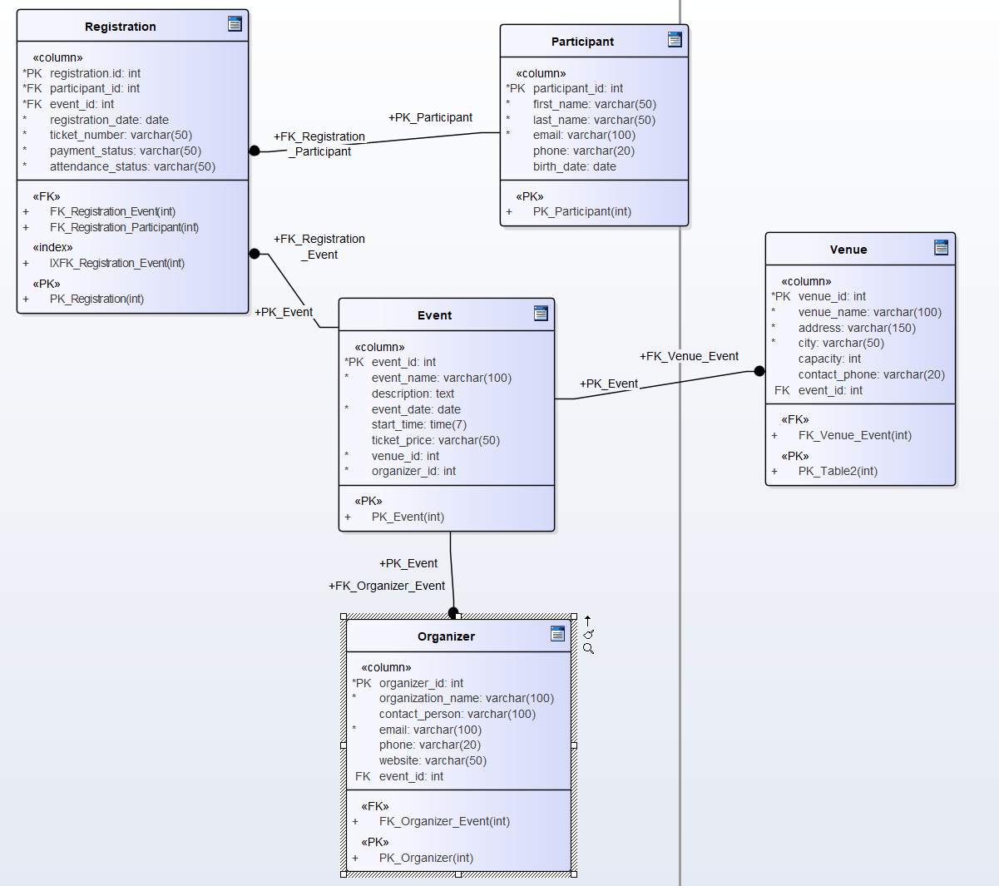 Registration
«column»
*PK registration.id: int
*FK participant_id: int
*FK event_id: int
* registration_date: date
* ticket_number: varchar(50)
* payment_status: varchar(50)
* attendance_status: varchar(50)
«FK»
+ FK_Registration_Event(int)
+ FK_Registration_Participant(int)
«index»
+ IXFK_Registration_Event(int)
«PK»
+ PK_Registration(int)
+PK_Participant
+FK_Registration
_Participant
Participant
«column»
*PK participant_id: int
* first_name: varchar(50)
* last_name: varchar(50)
* email: varchar(100)
phone: varchar(20)
birth_date: date
«PK»
+ PK_Participant(int)
+FK_Registration
_Event
+PK_Event
Event
«column»
*PK event_id: int
* event_name: varchar(100)
description: text
* event_date: date
start_time: time(7)
ticket_price: varchar(50)
* venue_id: int
* organizer_id: int
«PK»
+ PK_Event(int)
+FK_Venue_Event
+PK_Event
Venue
«column»
*PK venue_id: int
* venue_name: varchar(100)
* address: varchar(150)
* city: varchar(50)
capacity: int
contact_phone: varchar(20)
FK event_id: int
«FK»
+ FK_Venue_Event(int)
«PK»
+ PK_Table2(int)
+PK_Event
+FK_Organizer_Event
Organizer
«column»
*PK organizer_id: int
* organization_name: varchar(100)
contact_person: varchar(100)
* email: varchar(100)
phone: varchar(20)
website: varchar(50)
FK event_id: int
«FK»
+ FK_Organizer_Event(int)
«PK»
+ PK_Organizer(int)